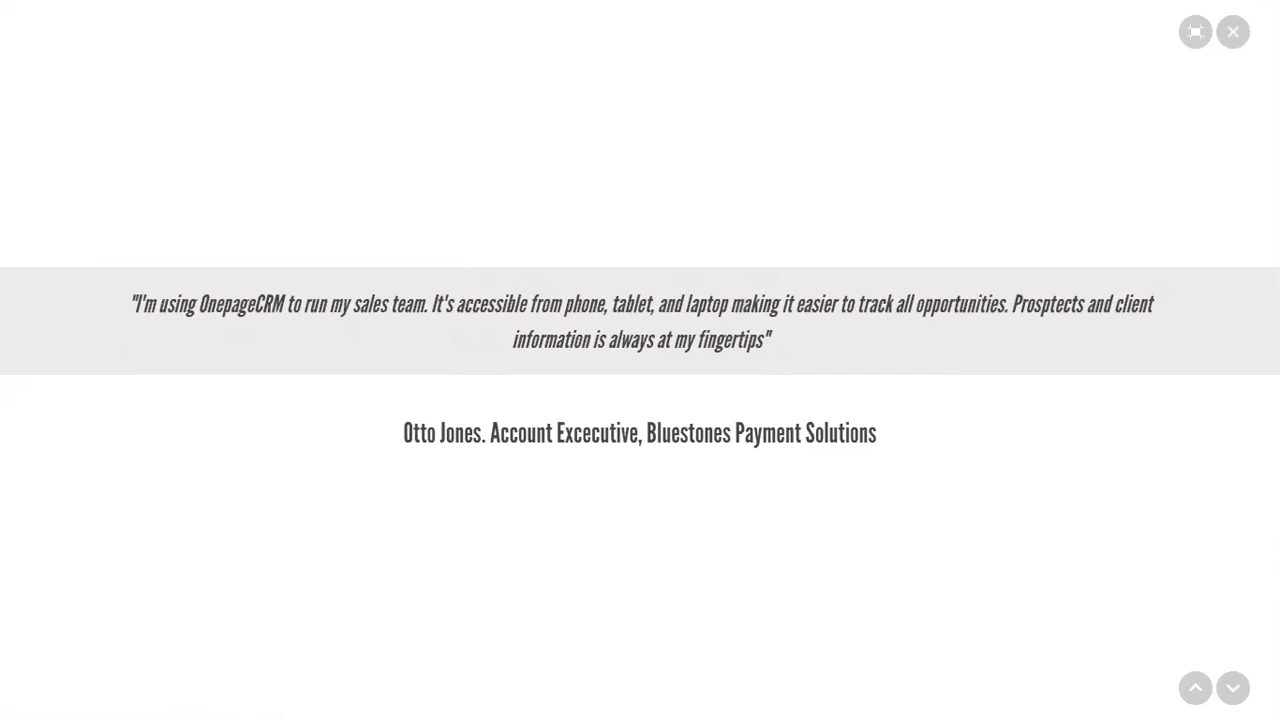 "I'm using OnepageCRM to run my sales team. It's accessible from phone, tablet, and laptop making it easier to track all opportunities. Prosptects and client
information is always at my fingertips"
Otto Jones. Account Excecutive, Bluestones Payment Solutions